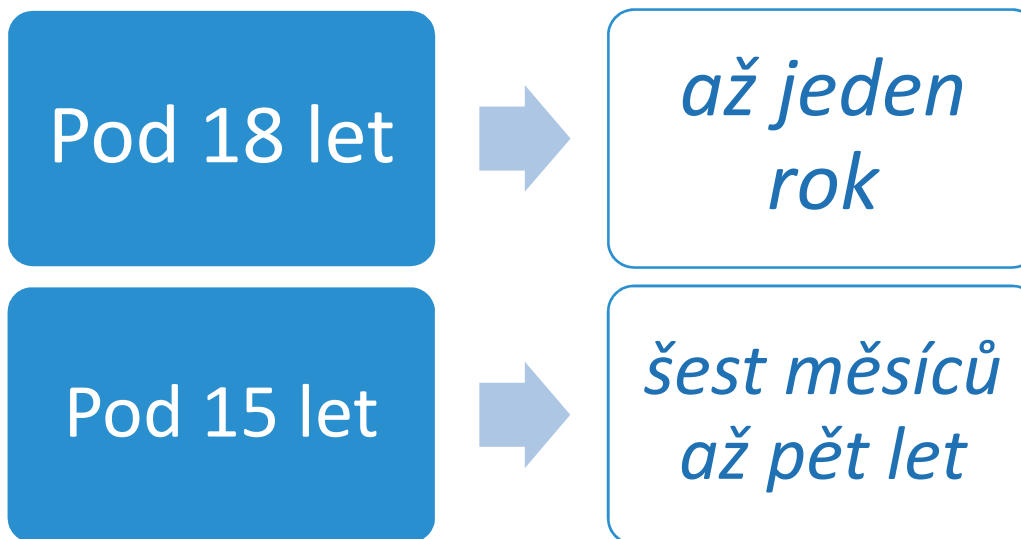 Pod 18 let
až jeden
rok
Pod 15 let
šest měsíců
až pět let